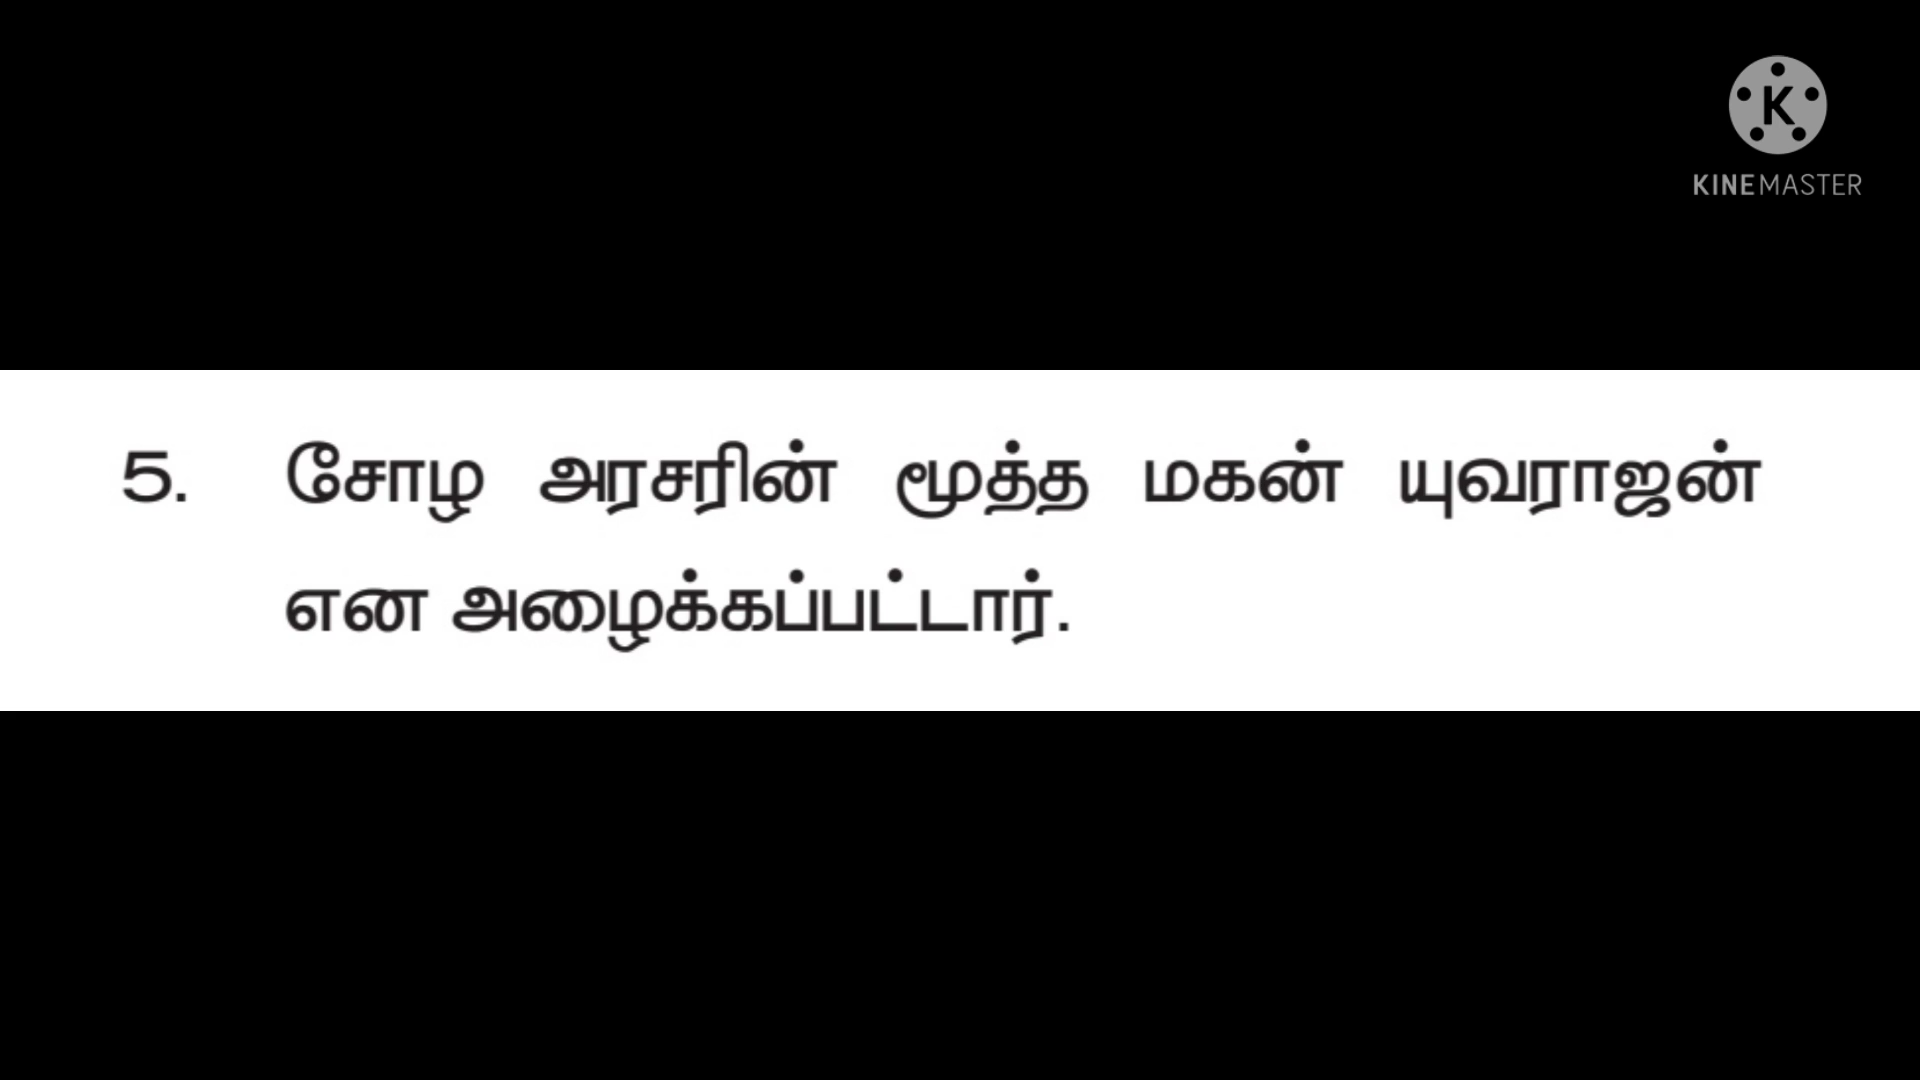 KINEMASTER
5. சோழ அரசரின் மூத்த மகன் யுவராஜன்
என அழைக்கப்பட்டார்.